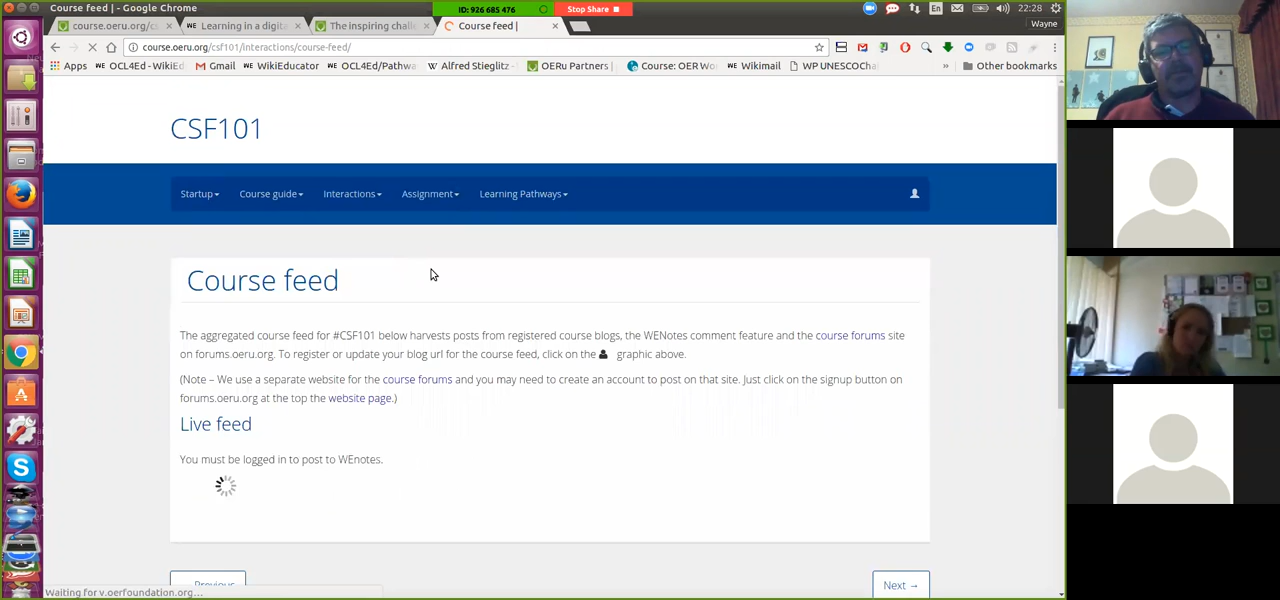 Course feed | - Google Chrome
ID: 926 685 476
Stop Share
En
22:28
course.oeru.org/cs
Learning in a digita
The inspiring chall
Course feed |
Wayne
course.oeru.org/csf101/interactions/course-feed/
Apps
WE OCL4Ed - WikiEd
Gmail
WE WikiEducator
WE OCL4Ed/Pathwa
W Alfred Stieglitz -
OERu Partners
Course: OER Wo
WE Wikimail
WP UNESCOCha
»
Other bookmarks
CSF101
Startup
Course guide
Interactions
Assignment
Learning Pathways
Course feed
The aggregated course feed for #CSF101 below harvests posts from registered course blogs, the WENotes comment feature and the course forums site
on forums.oeru.org. To register or update your blog url for the course feed, click on the graphic above.
(Note – We use a separate website for the course forums and you may need to create an account to post on that site. Just click on the signup button on
forums.oeru.org at the top the website page.)
Live feed
You must be logged in to post to WEnotes.
Previous
Next →
Waiting for v.oerfoundation.org...